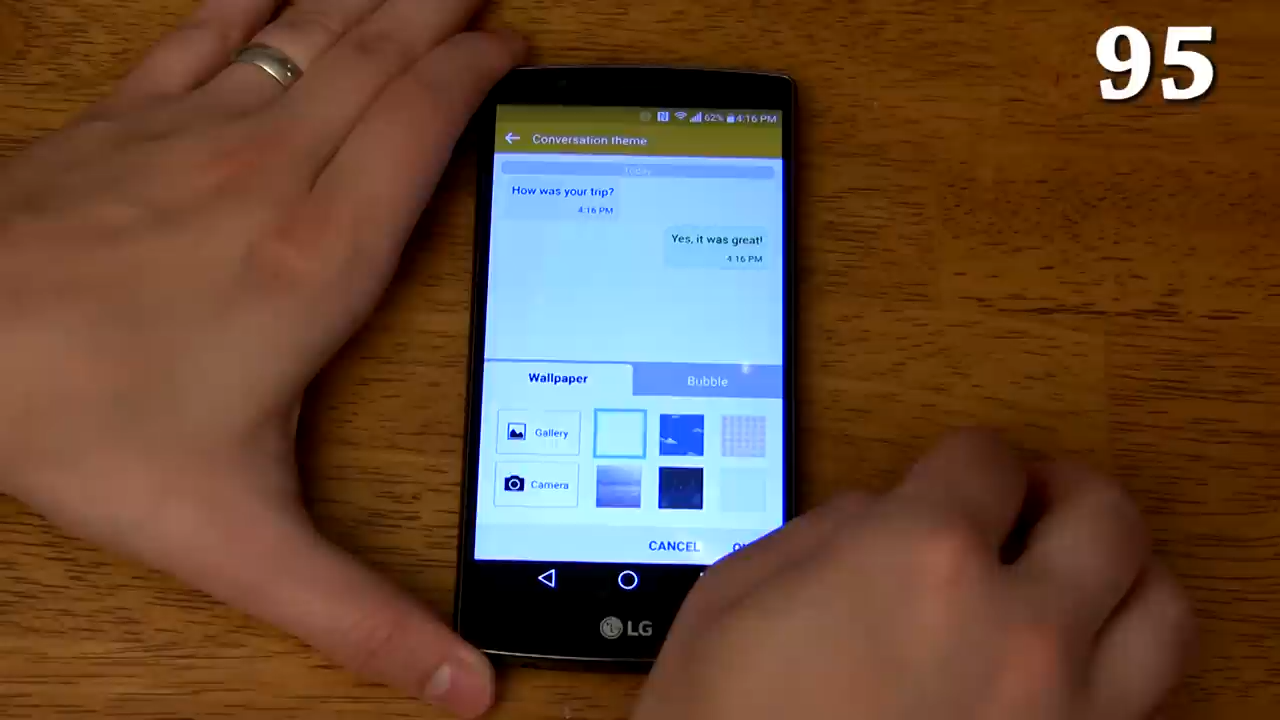 95
62% 4:16 PM
Conversation theme
Today
How was your trip?
4:16 PM
Yes, it was great!
4:16 PM
Wallpaper
Bubble
Gallery
Camera
CANCEL
LG